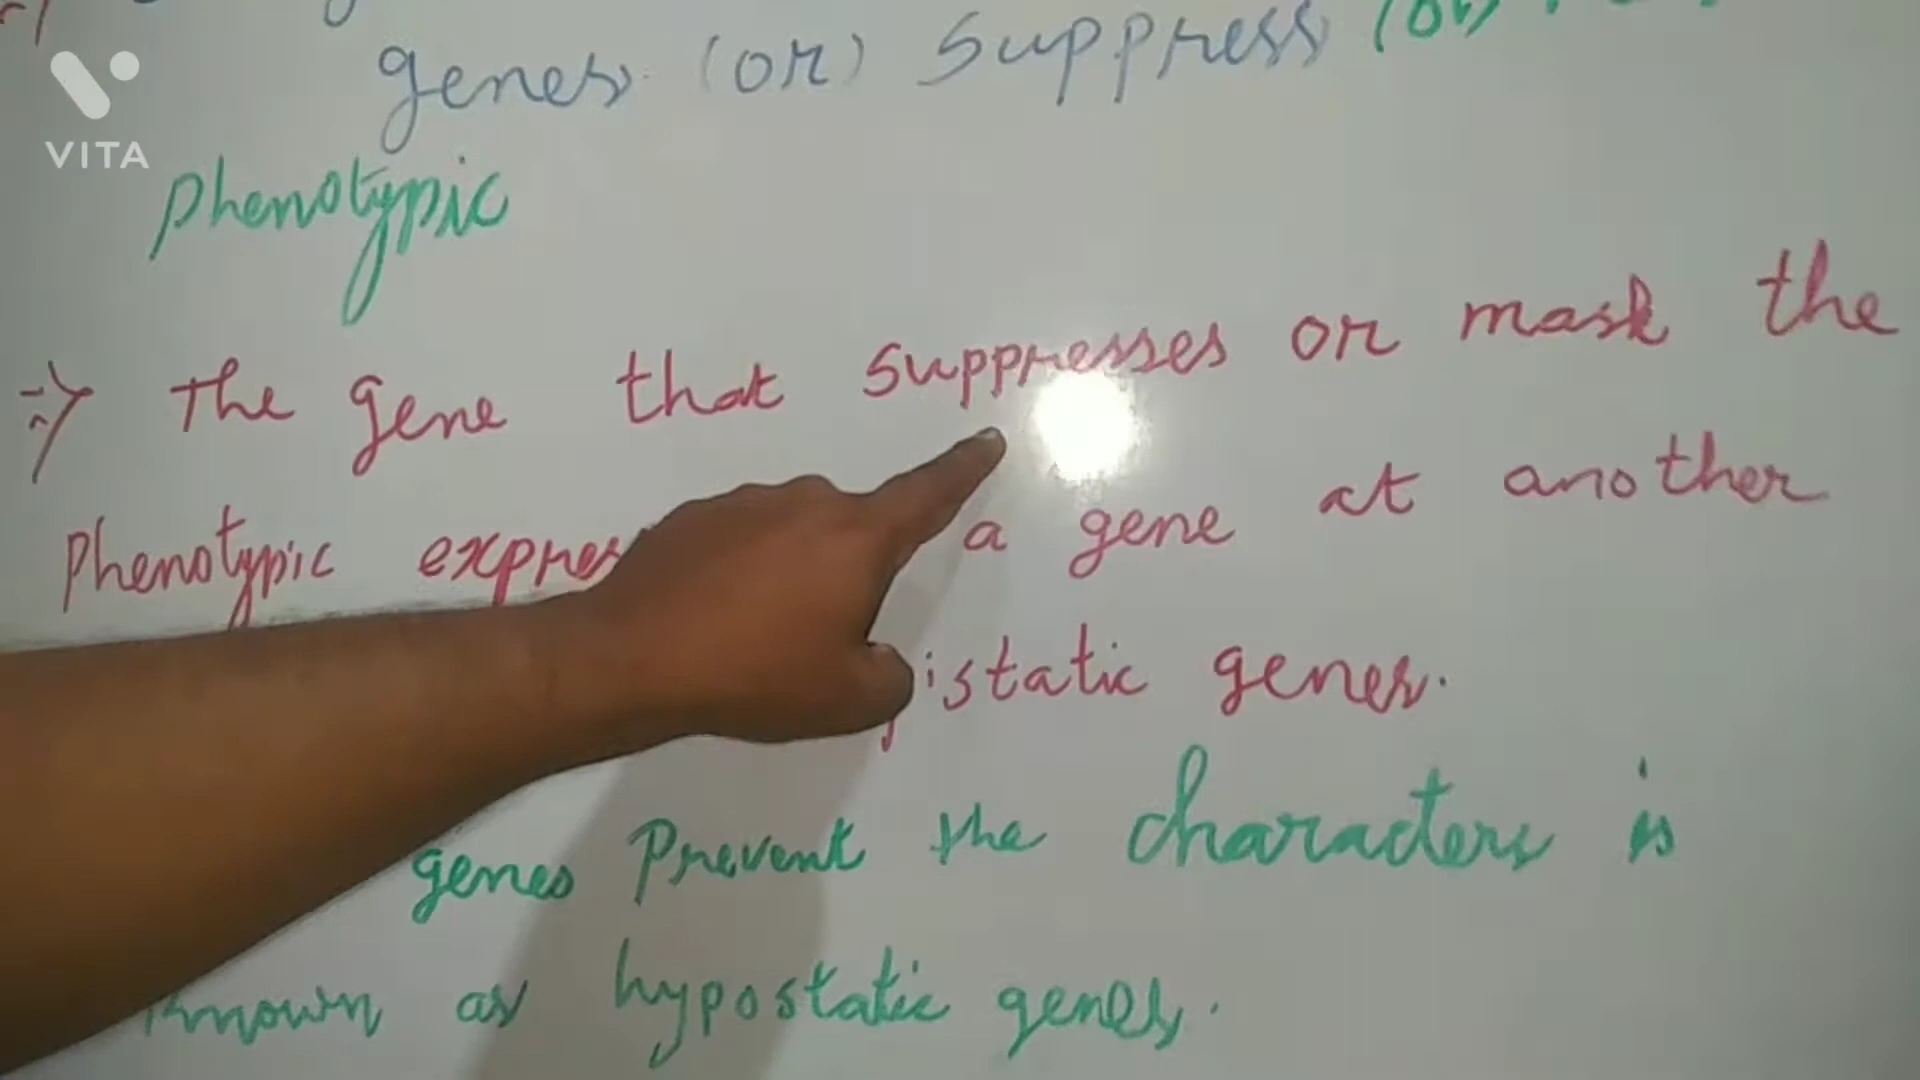 genes (or) suppress (or)
VITA
phenotypic
The gene that suppresses or mask the
Phenotypic expres a gene at another
istatic genes.
genes prevent the characters is
known as hypostatic genes.